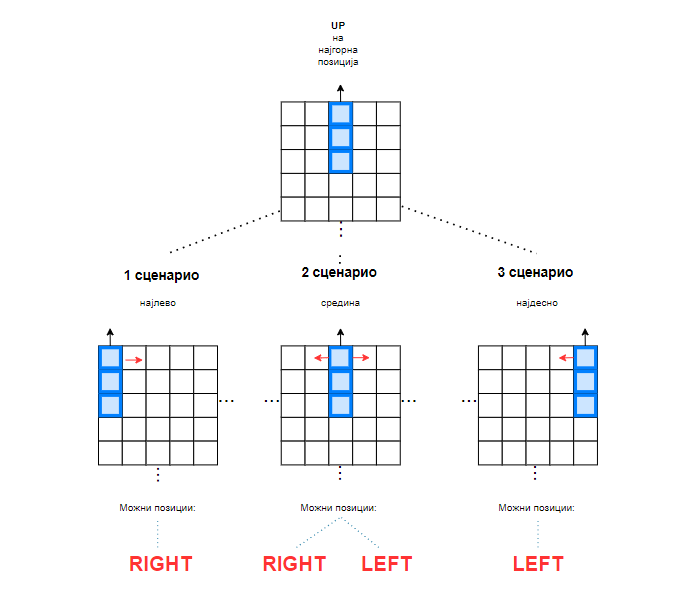 UP
на
најгорна
позиција
1 сценарио
2 сценарио
3 сценарио
најлево
средина
најдесно
Можни позиции:
Можни позиции:
Можни позиции:
RIGHT
RIGHT
LEFT
LEFT